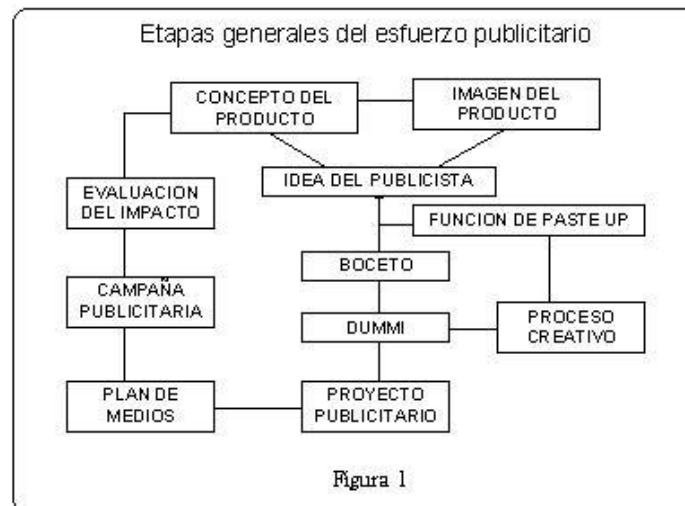 Etapas generales del esfuerzo publicitario
CONCEPTO DEL
PRODUCTO
IMAGEN DEL
PRODUCTO
IDEA DEL PUBLICISTA
EVALUACION
DEL IMPACTO
FUNCION DE PASTE UP
BOCETO
CAMPAÑA
PUBLICITARIA
DUMMI
PROCESO
CREATIVO
PLAN DE
MEDIOS
PROYECTO
PUBLICITARIO
Figura 1